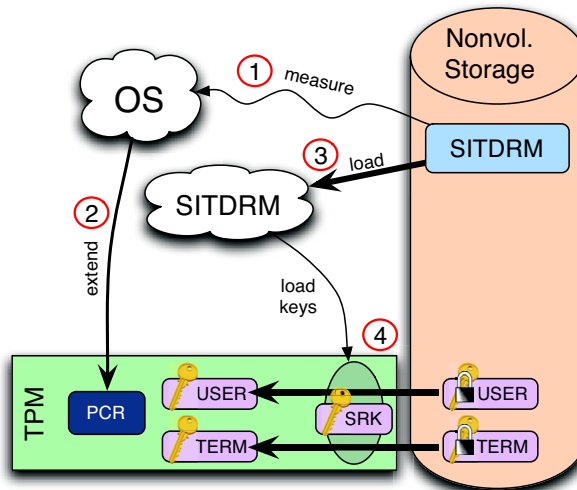 Nonvol.
Storage
1
measure
OS
SITDRM
3
load
2
extend
SITDRM
load
keys
4
TPM
PCR
USER
TERM
SRK
USER
TERM